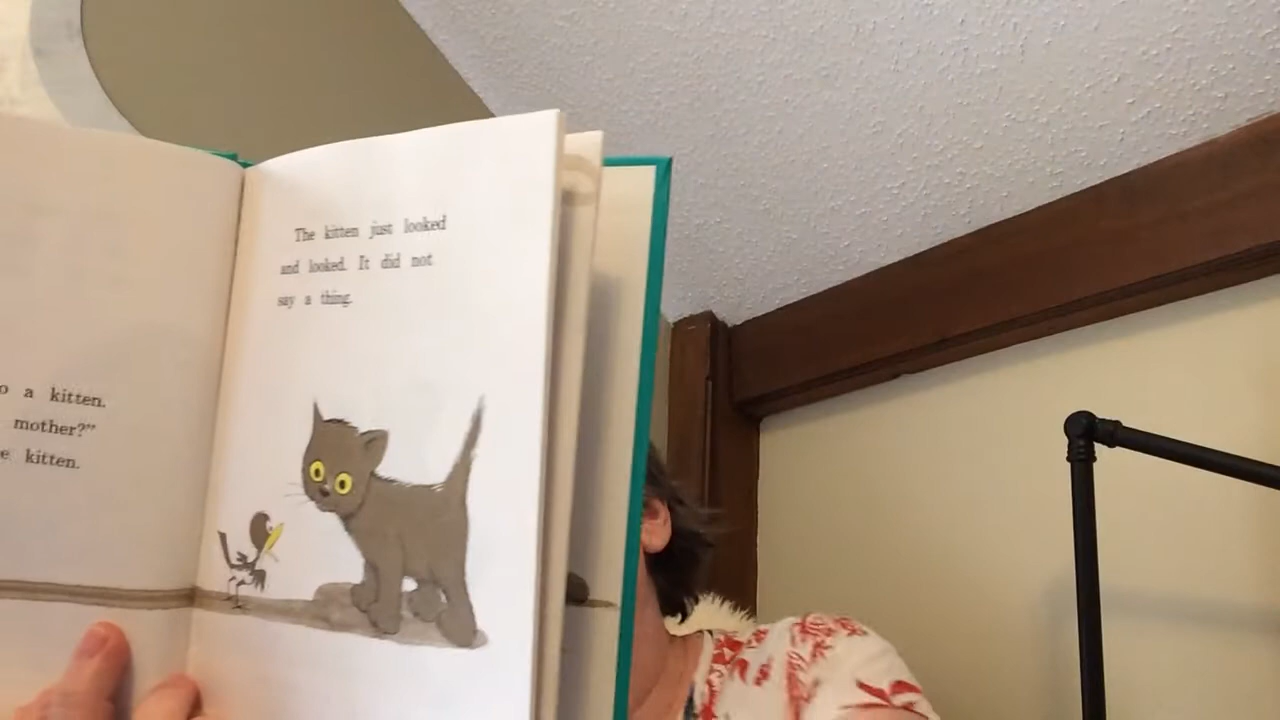 o a kitten.
mother?”
e kitten.
The kitten just looked
and looked. It did not
say a thing.